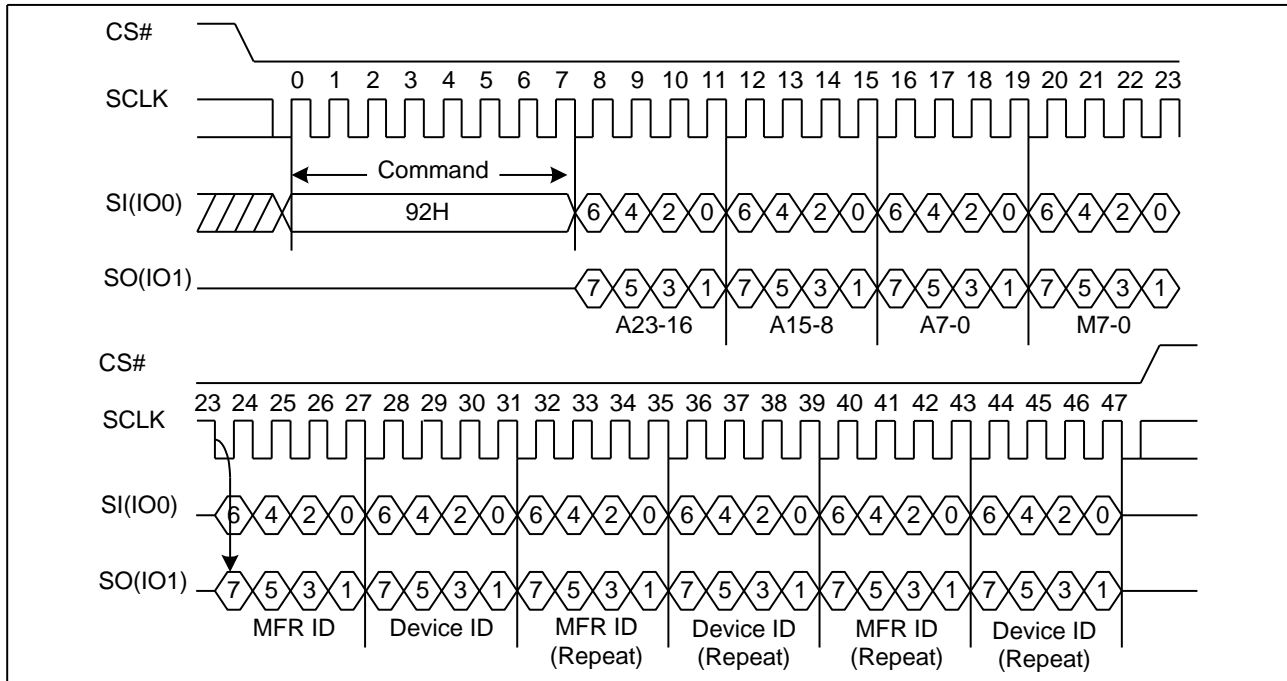 CS#
0 1 2 3 4 5 6 7 8 9 10 11 12 13 14 15 16 17 18 19 20 21 22 23
SCLK
Command
SI(IO0)
92H
6 4 2 0 6 4 2 0 6 4 2 0 6 4 2 0
SO(IO1)
7 5 3 1 7 5 3 1 7 5 3 1 7 5 3 1
A23-16 A15-8 A7-0 M7-0
CS#
23 24 25 26 27 28 29 30 31 32 33 34 35 36 37 38 39 40 41 42 43 44 45 46 47
SCLK
SI(IO0)
6 4 2 0 6 4 2 0 6 4 2 0 6 4 2 0 6 4 2 0 6 4 2 0
SO(IO1)
7 5 3 1 7 5 3 1 7 5 3 1 7 5 3 1 7 5 3 1 7 5 3 1
MFR ID Device ID MFR ID Device ID MFR ID Device ID
(Repeat) (Repeat) (Repeat) (Repeat)